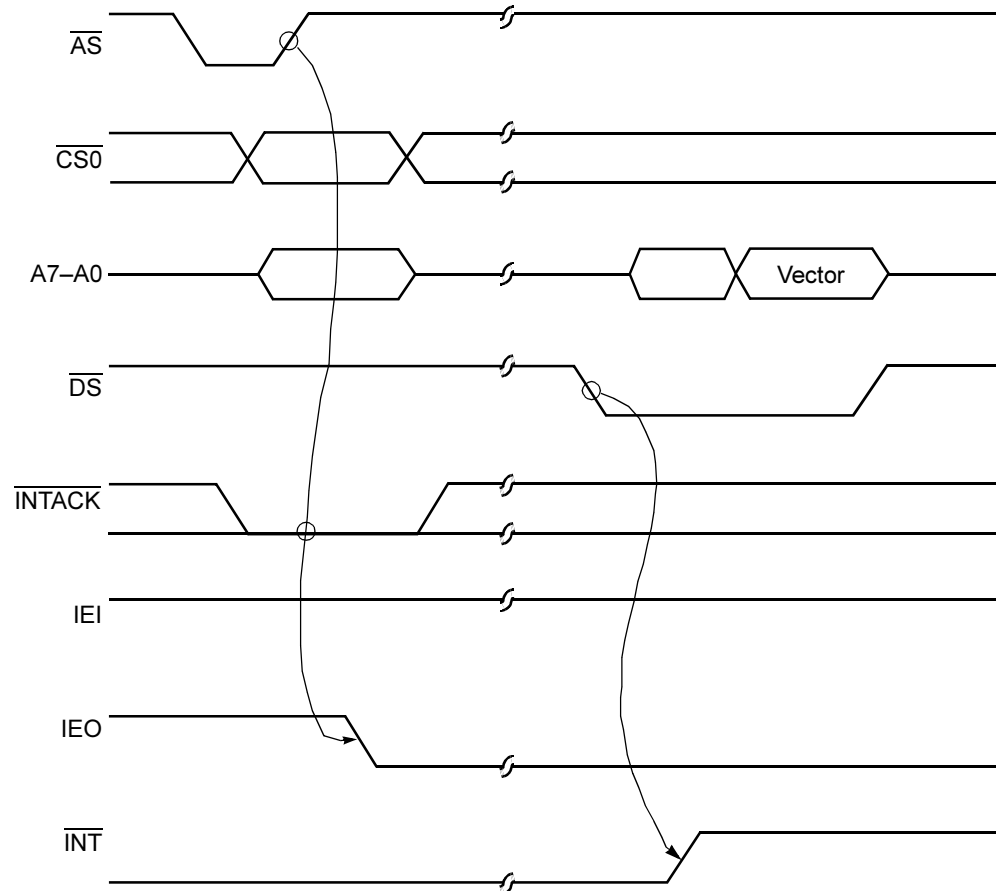 AS
CS0
A7–A0
Vector
DS
INTACK
IEI
IEO
INT